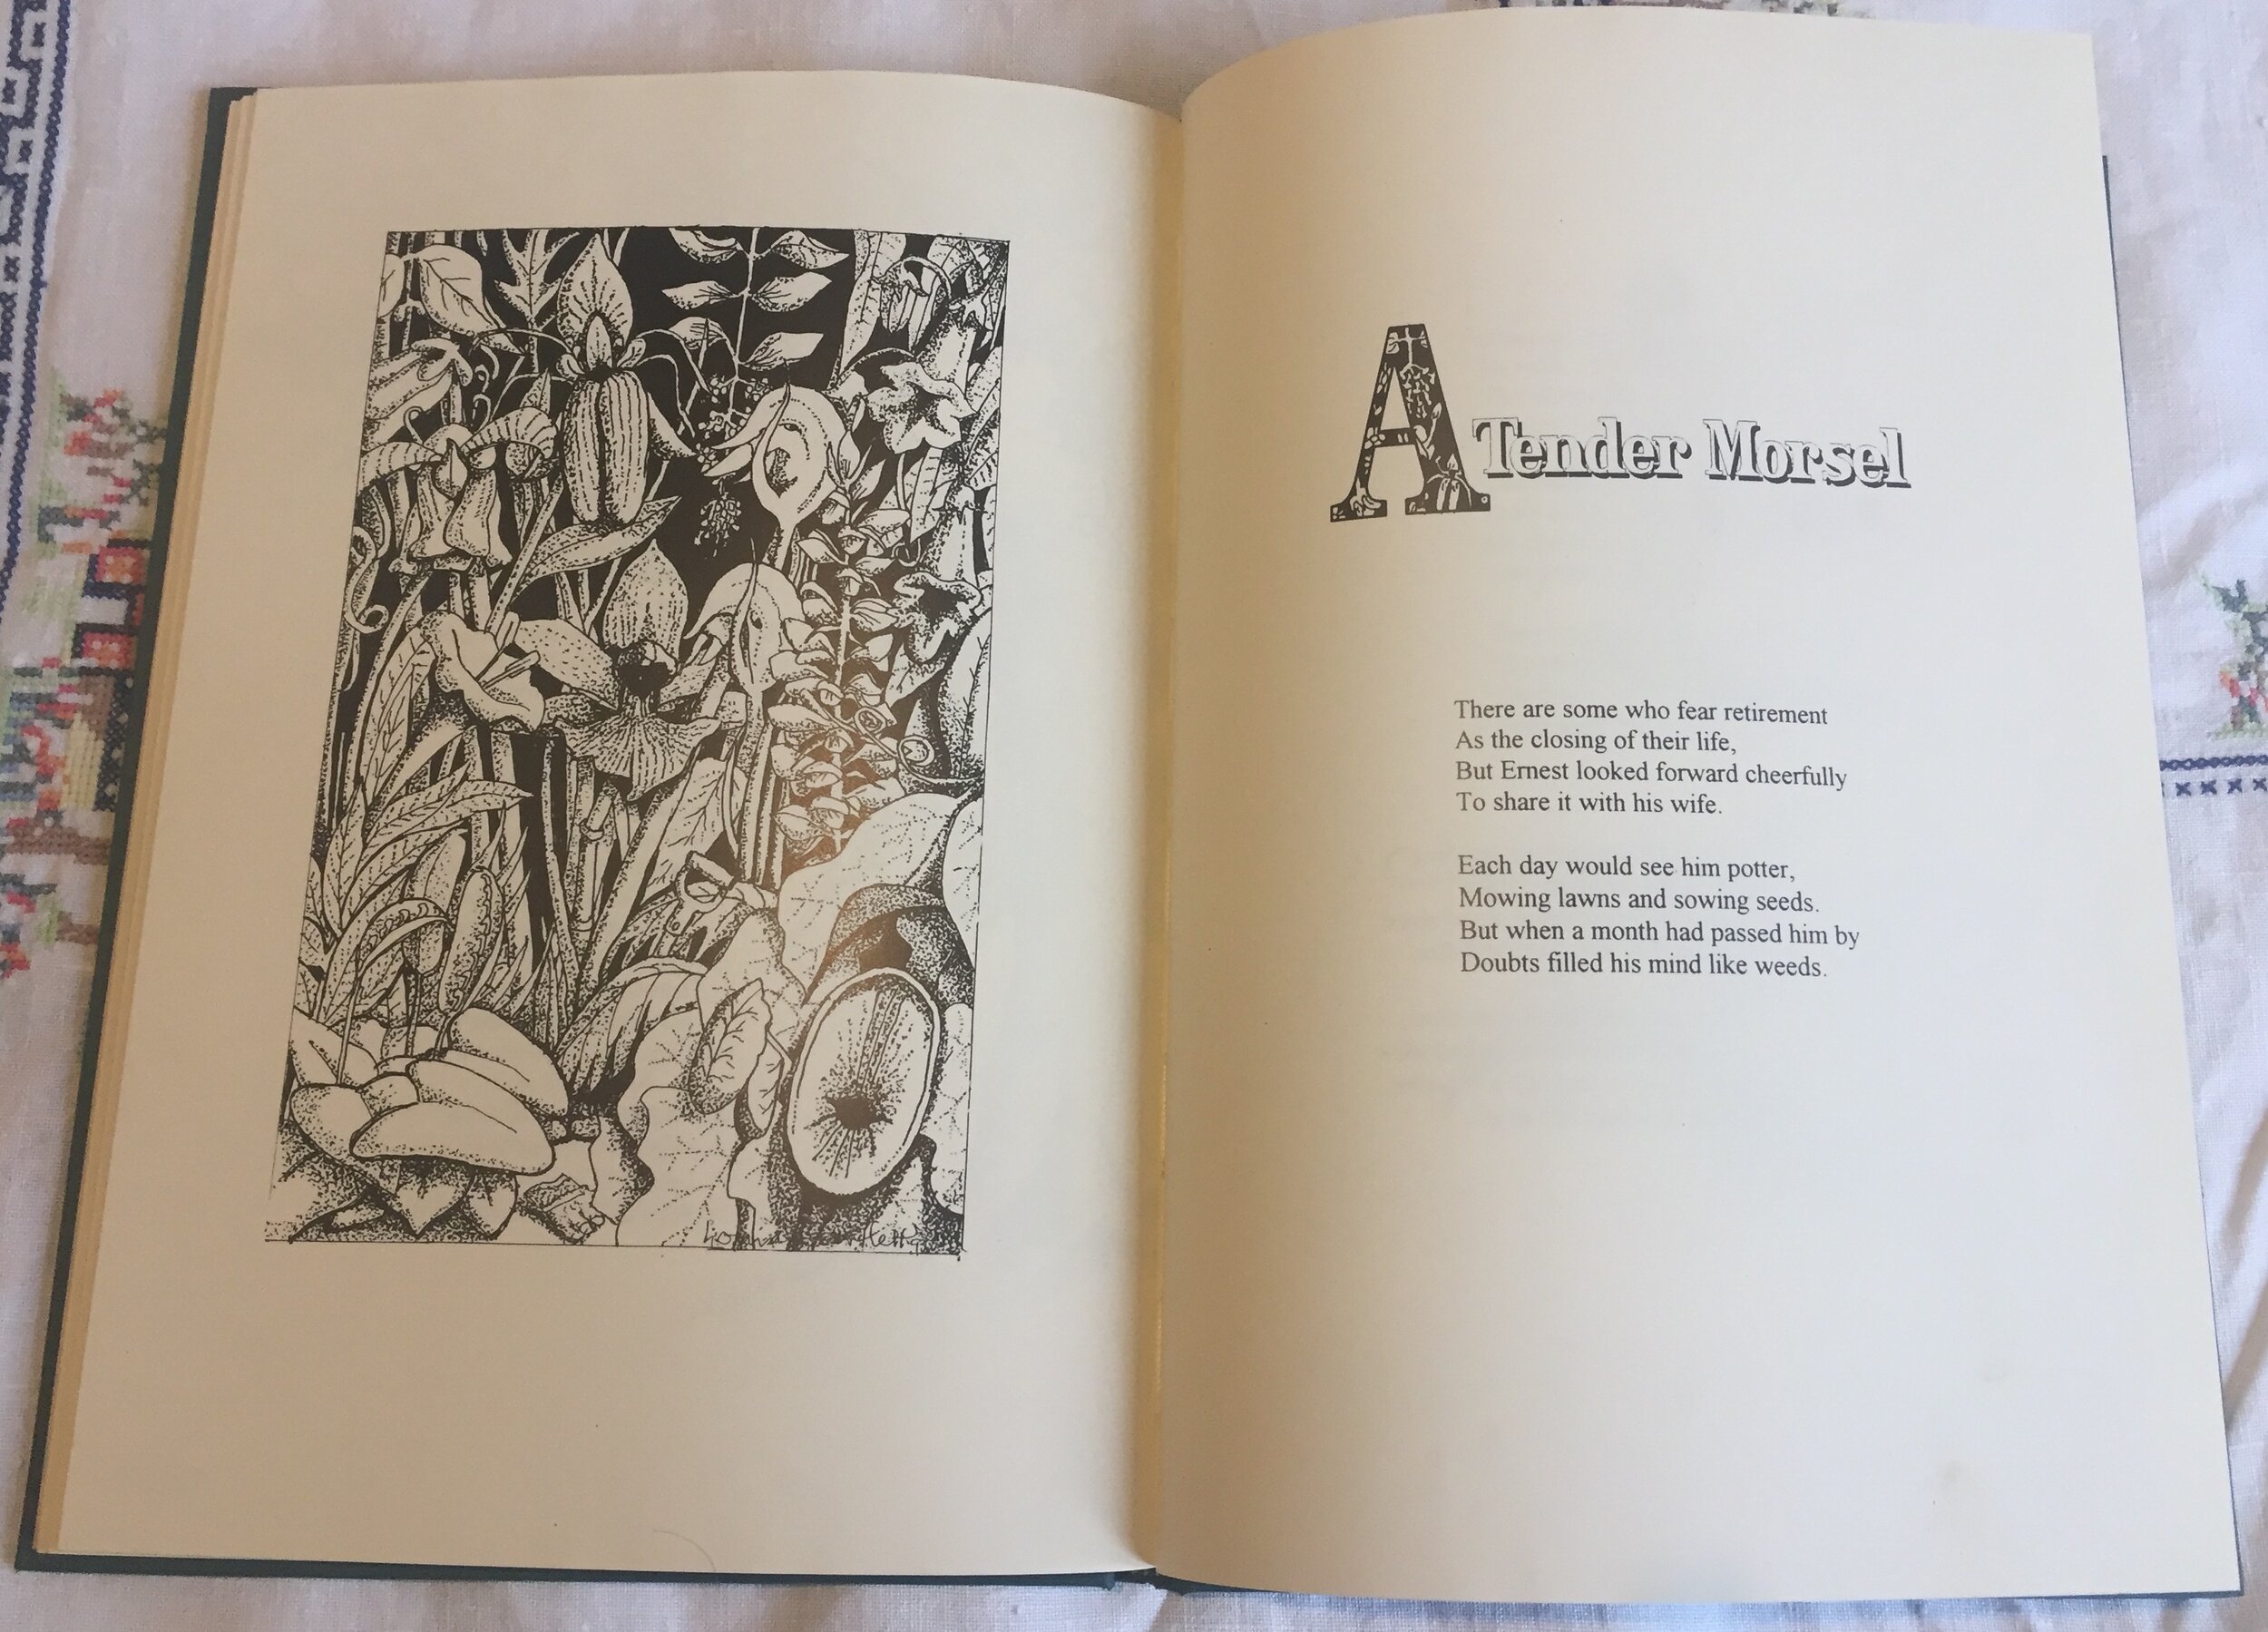 A Tender Morsel
There are some who fear retirement
As the closing of their life,
But Ernest looked forward cheerfully
To share it with his wife.
Each day would see him potter,
Mowing lawns and sowing seeds.
But when a month had passed him by
Doubts filled his mind like weeds.